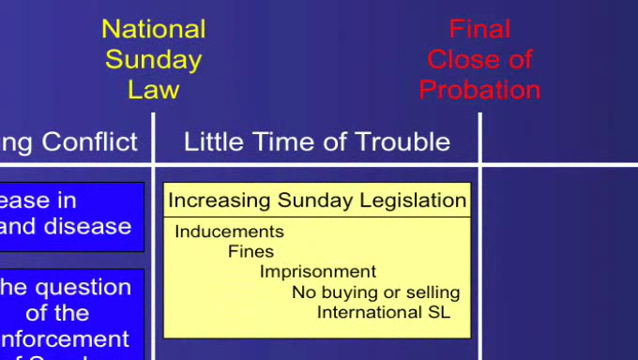 National
Sunday
Law
Final
Close of
Probation
ng Conflict
Little Time of Trouble
ease in
and disease
he question
of the
nforcement
Increasing Sunday Legislation
Inducements
Fines
Imprisonment
No buying or selling
International SL